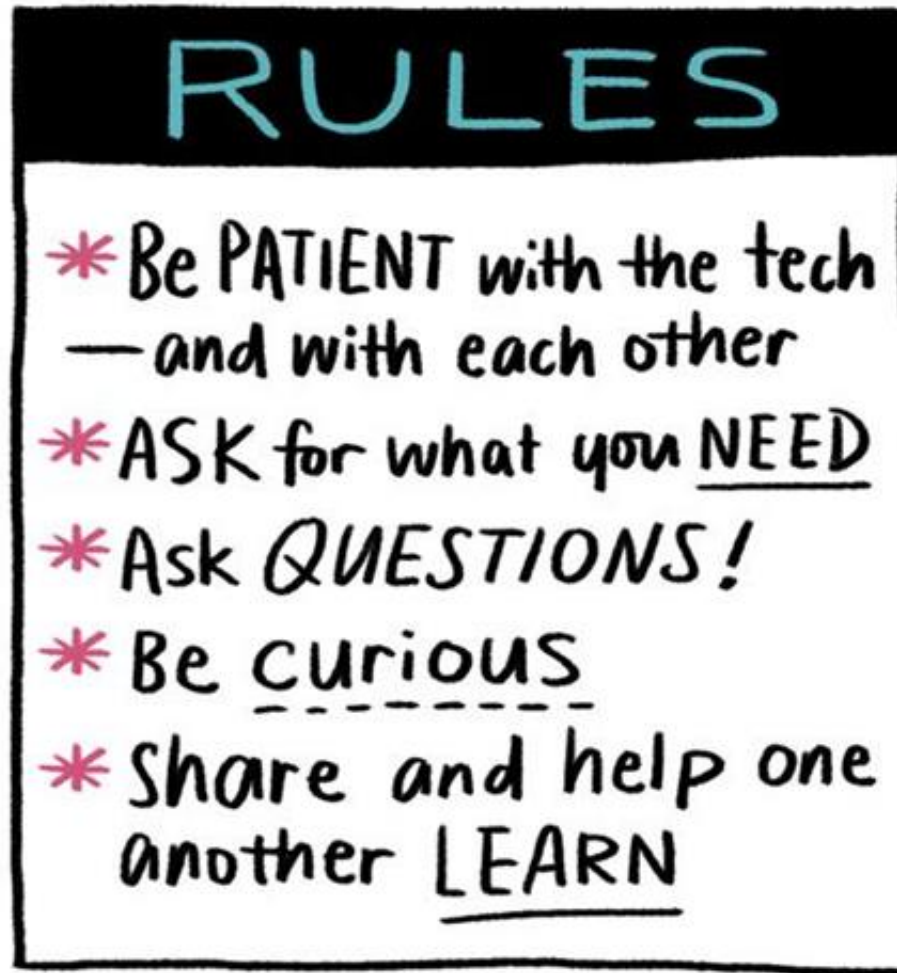 RULES
* Be PATIENT with the tech
—and with each other
* ASK for what you NEED
* Ask QUESTIONS!
* Be curious
* Share and help one
another LEARN